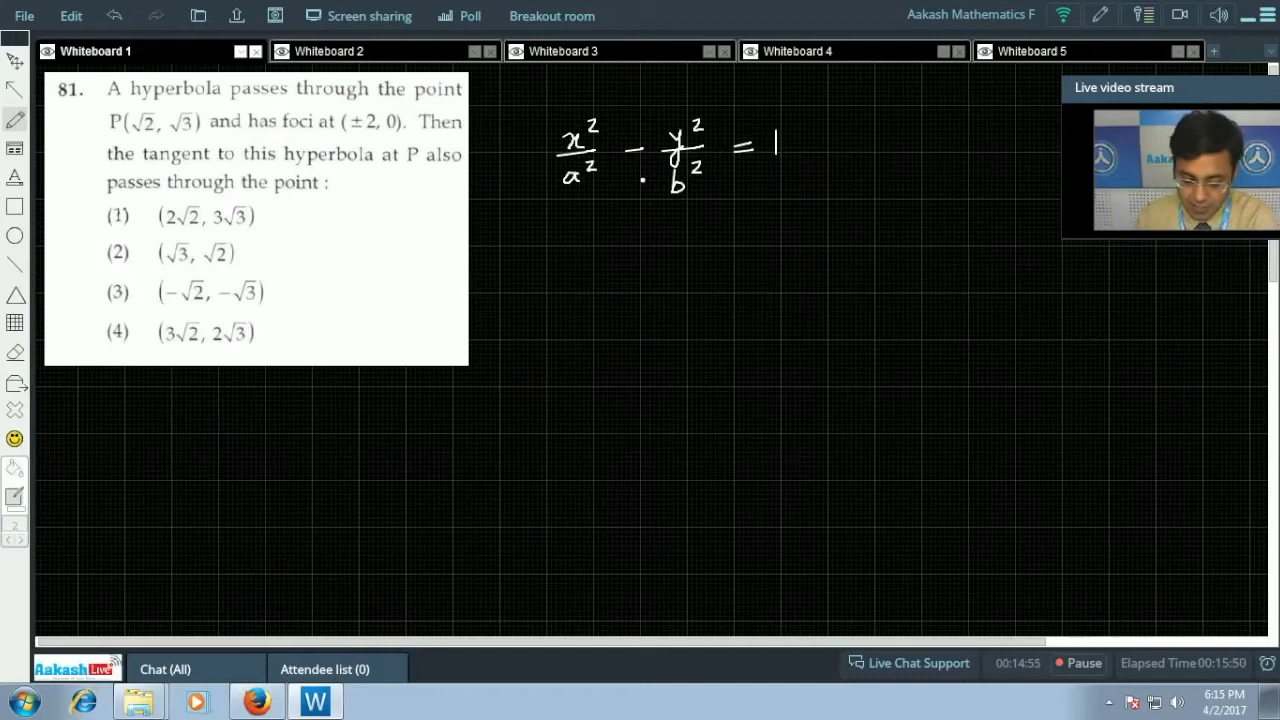 File Edit Screen sharing Poll Breakout room Aakash Mathematics F
Whiteboard 1 Whiteboard 2 Whiteboard 3 Whiteboard 4 Whiteboard 5
Live video stream
81. A hyperbola passes through the point
P(√2, √3) and has foci at (±2, 0). Then
the tangent to this hyperbola at P also
passes through the point :
(1) (2√2, 3√3)
(2) (√3, √2)
(3) (−√2, −√3)
(4) (3√2, 2√3)
x²/a² − y²/b² = 1
2
Aakash Live Chat (All) Attendee list (0) Live Chat Support 00:14:55 Pause Elapsed Time 00:15:50
6:15 PM
4/2/2017